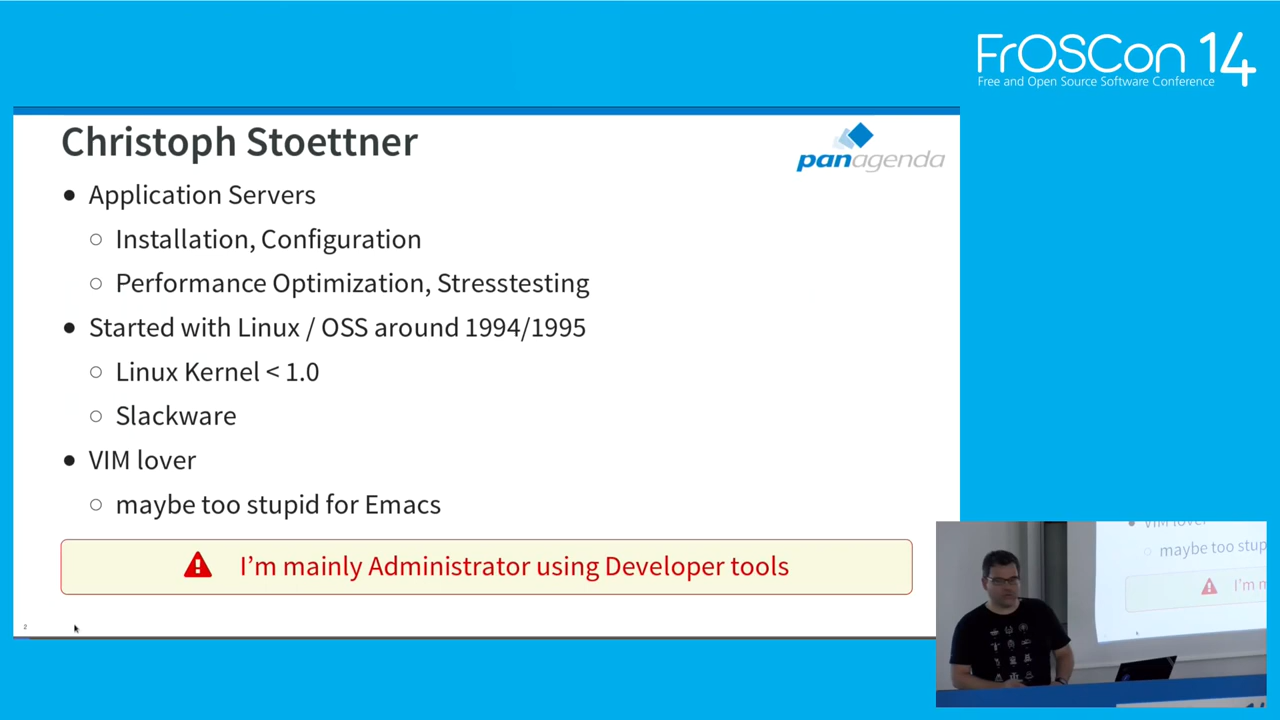 FrOSCon 14
Free and Open Source Software Conference
Christoph Stoettner
panagenda
● Application Servers
○ Installation, Configuration
○ Performance Optimization, Stresstesting
● Started with Linux / OSS around 1994/1995
○ Linux Kernel < 1.0
○ Slackware
● VIM lover
○ maybe too stupid for Emacs
I'm mainly Administrator using Developer tools
2
VIM lover
maybe too stup
I'm m